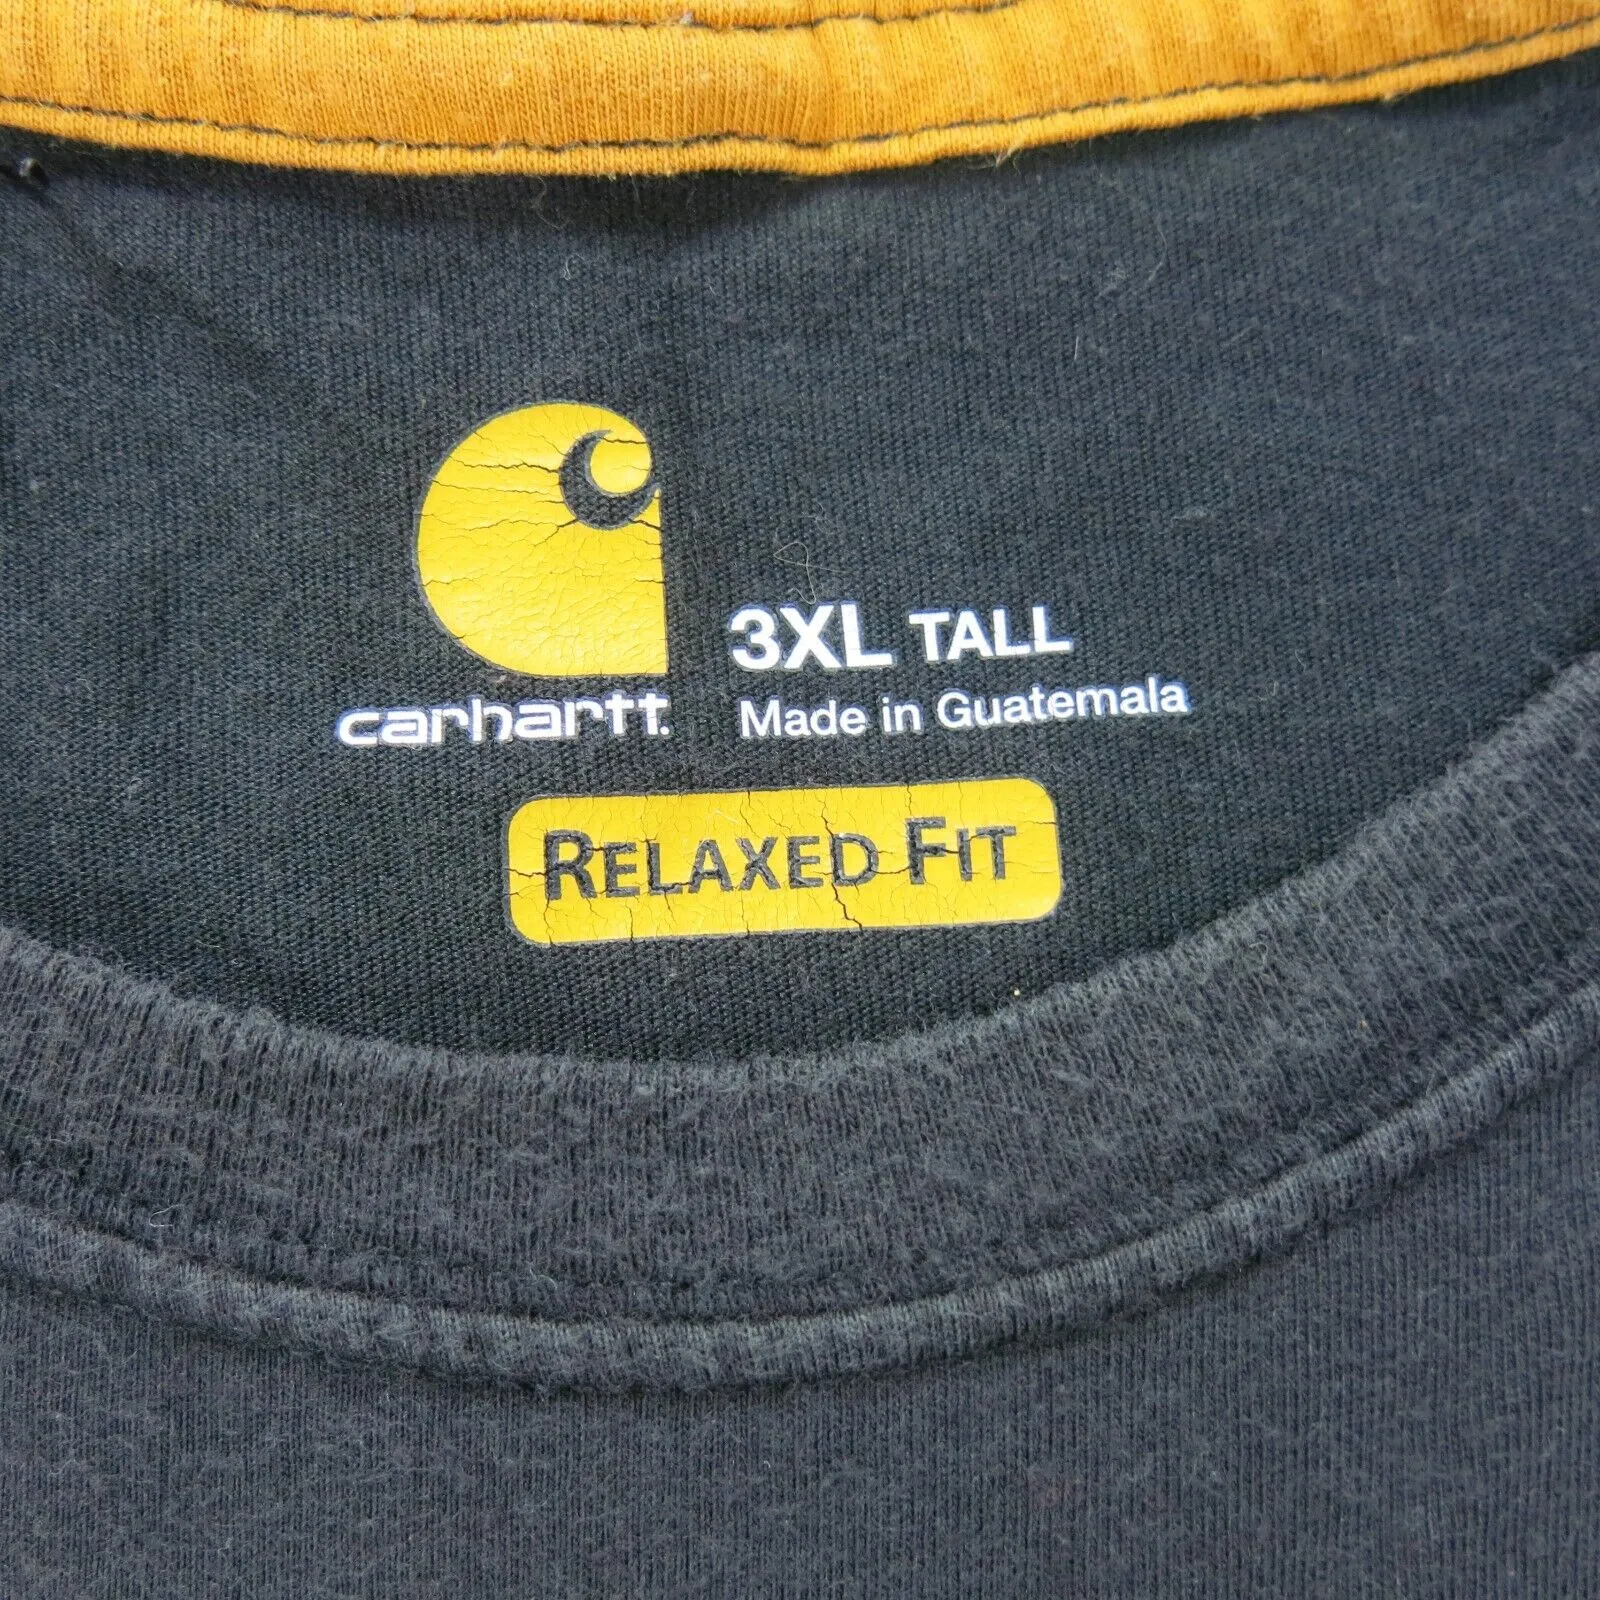 carhartt.
3XL TALL
Made in Guatemala
RELAXED FIT